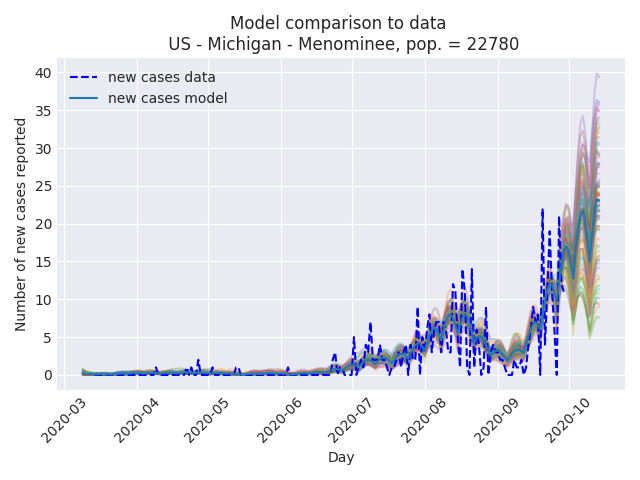 Model comparison to data
US - Michigan - Menominee, pop. = 22780
new cases data
new cases model
Number of new cases reported
40
35
30
25
20
15
10
5
0
2020-03
2020-04
2020-05
2020-06
2020-07
2020-08
2020-09
2020-10
Day